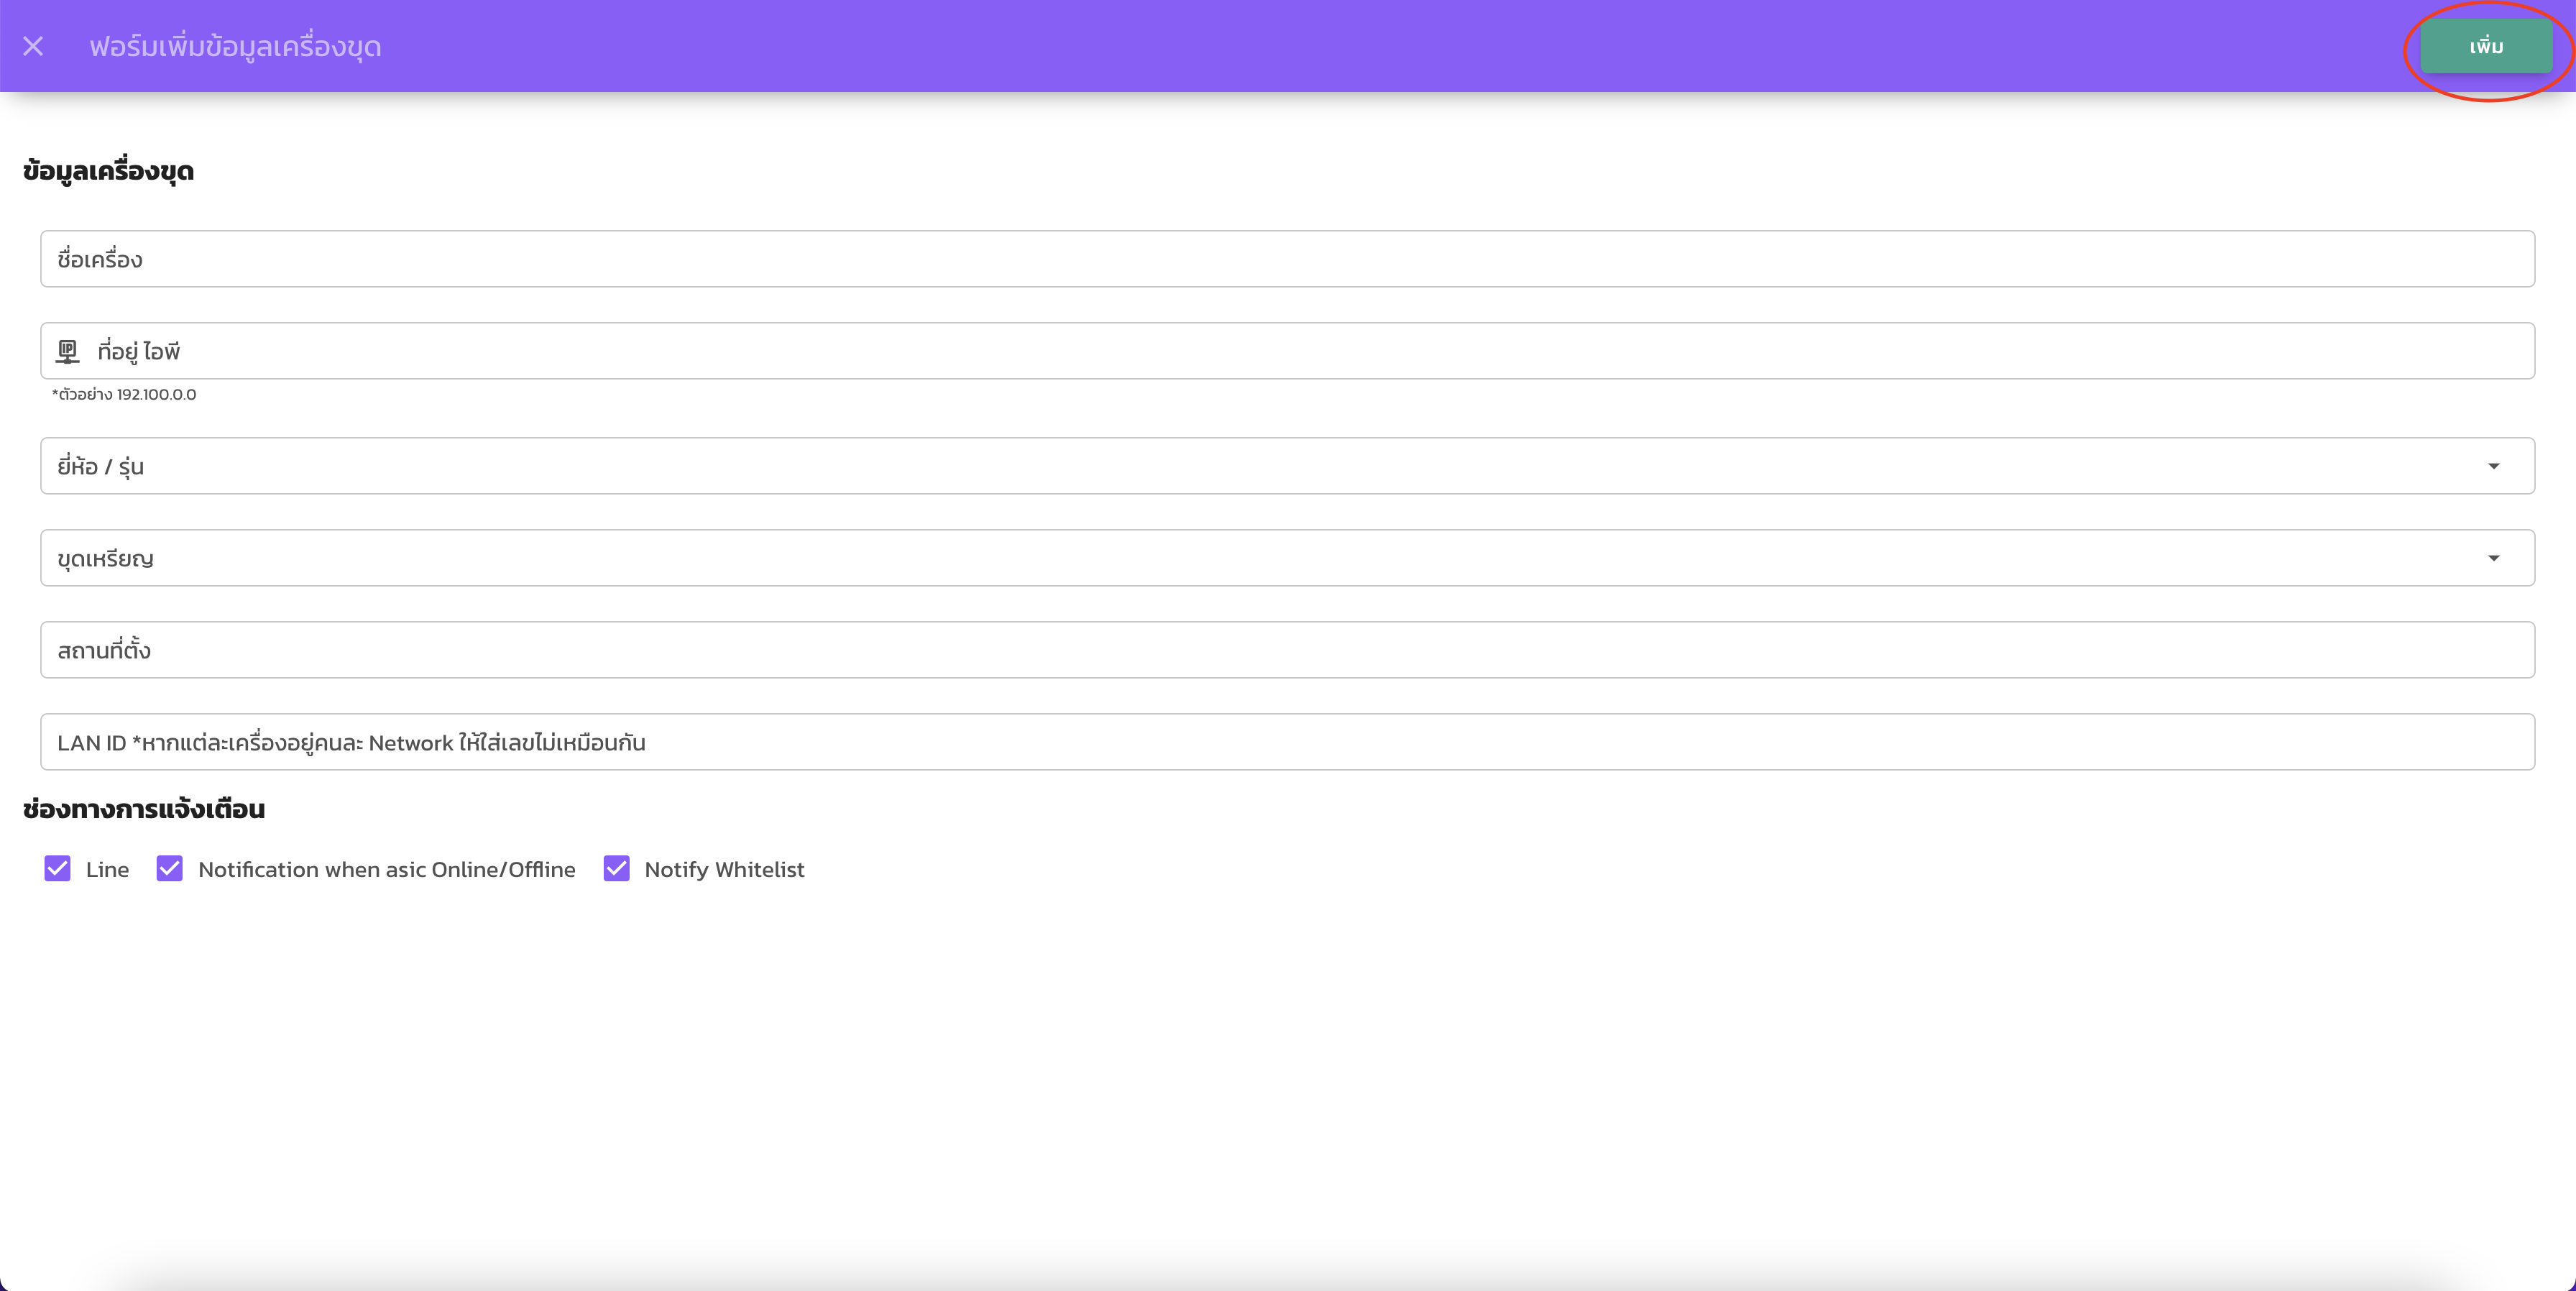 ฟอร์มเพิ่มข้อมูลเครื่องขุด
เพิ่ม
ข้อมูลเครื่องขุด
ชื่อเครื่อง
IP ที่อยู่ ไอพี
*ตัวอย่าง 192.100.0.0
ยี่ห้อ / รุ่น
ขุดเหรียญ
สถานที่ตั้ง
LAN ID *หากแต่ละเครื่องอยู่คนละ Network ให้ใส่เลขไม่เหมือนกัน
ช่องทางการแจ้งเตือน
Line Notification when asic Online/Offline Notify Whitelist